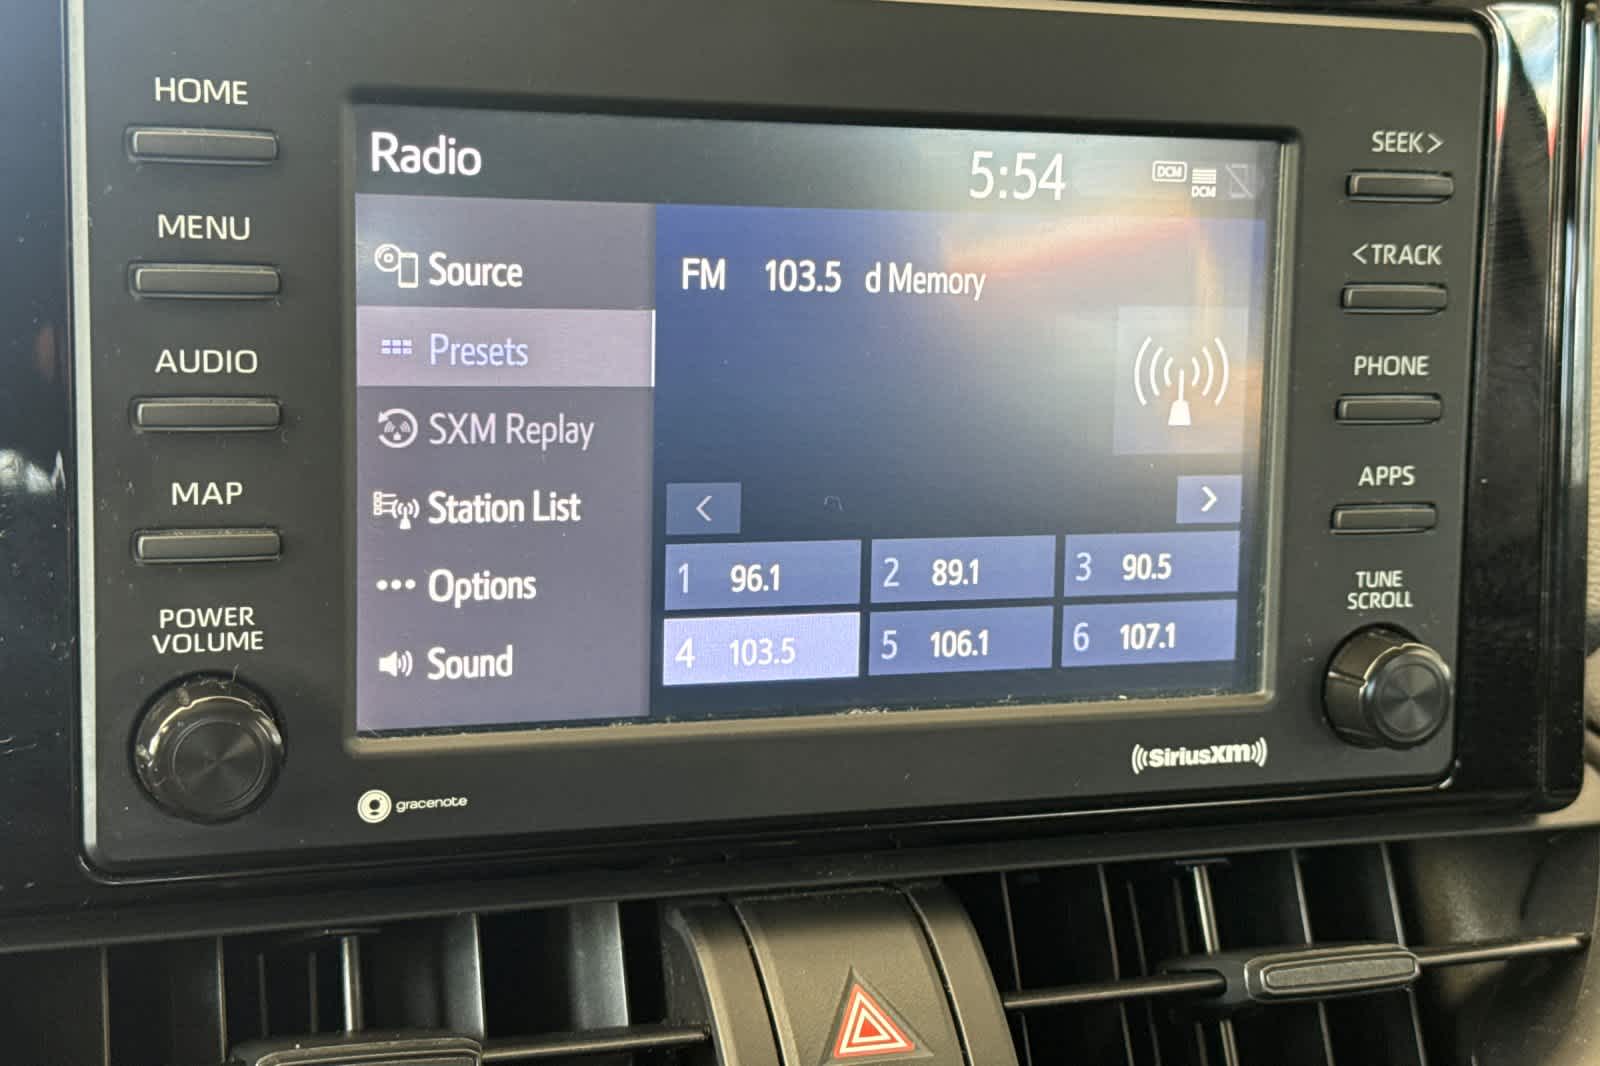 HOME
MENU
AUDIO
MAP
POWER
VOLUME
Radio
5:54
DCM
DCM
Source
Presets
SXM Replay
Station List
Options
Sound
FM 103.5 d Memory
<
>
1 96.1
2 89.1
3 90.5
4 103.5
5 106.1
6 107.1
SEEK >
< TRACK
PHONE
APPS
TUNE
SCROLL
gracenote
SiriusXM